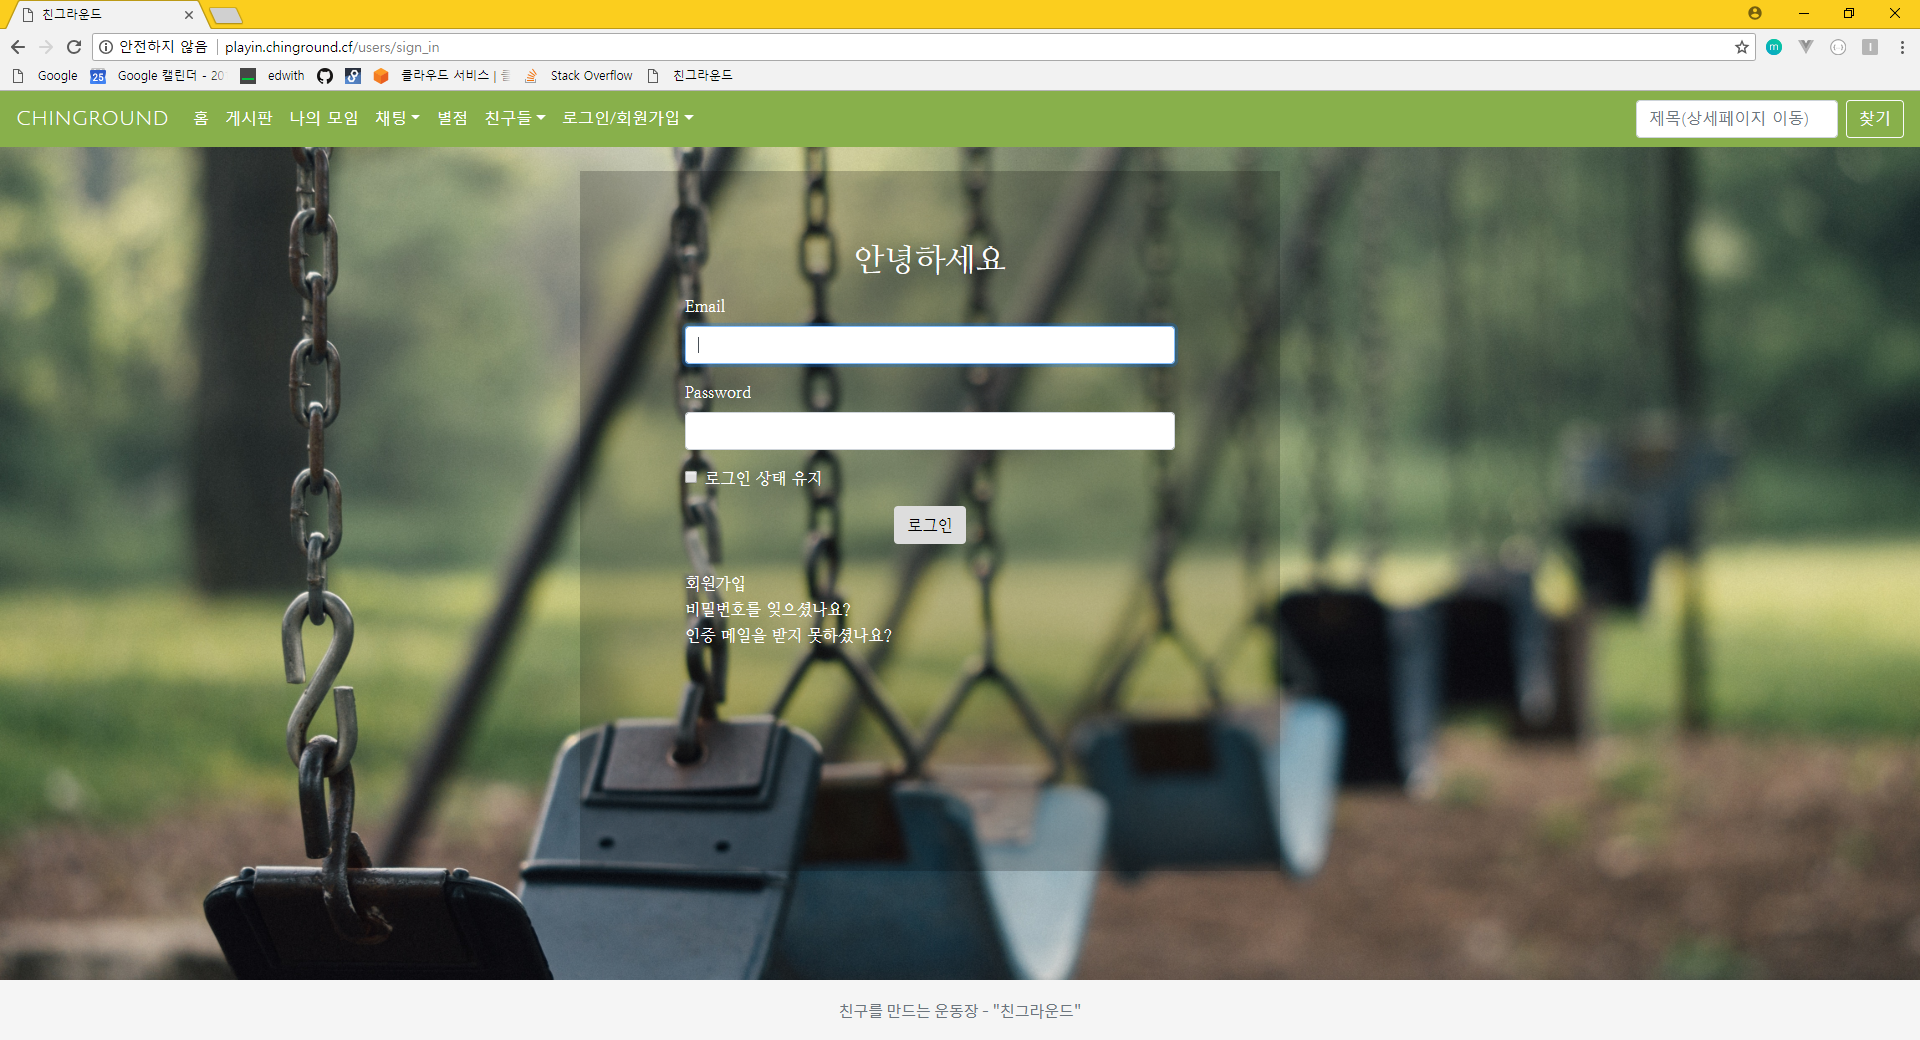 친그라운드
안전하지 않음 playin.chinground.cf/users/sign_in
Google Google 캘린더 - 20 edwith 클라우드 서비스 | Stack Overflow 친그라운드
CHINGROUND 홈 게시판 나의 모임 채팅 별점 친구들 로그인/회원가입 제목(상세페이지 이동) 찾기
안녕하세요
Email
Password
로그인 상태 유지
로그인
회원가입
비밀번호를 잊으셨나요?
인증 메일을 받지 못하셨나요?
친구를 만드는 운동장 - "친그라운드"